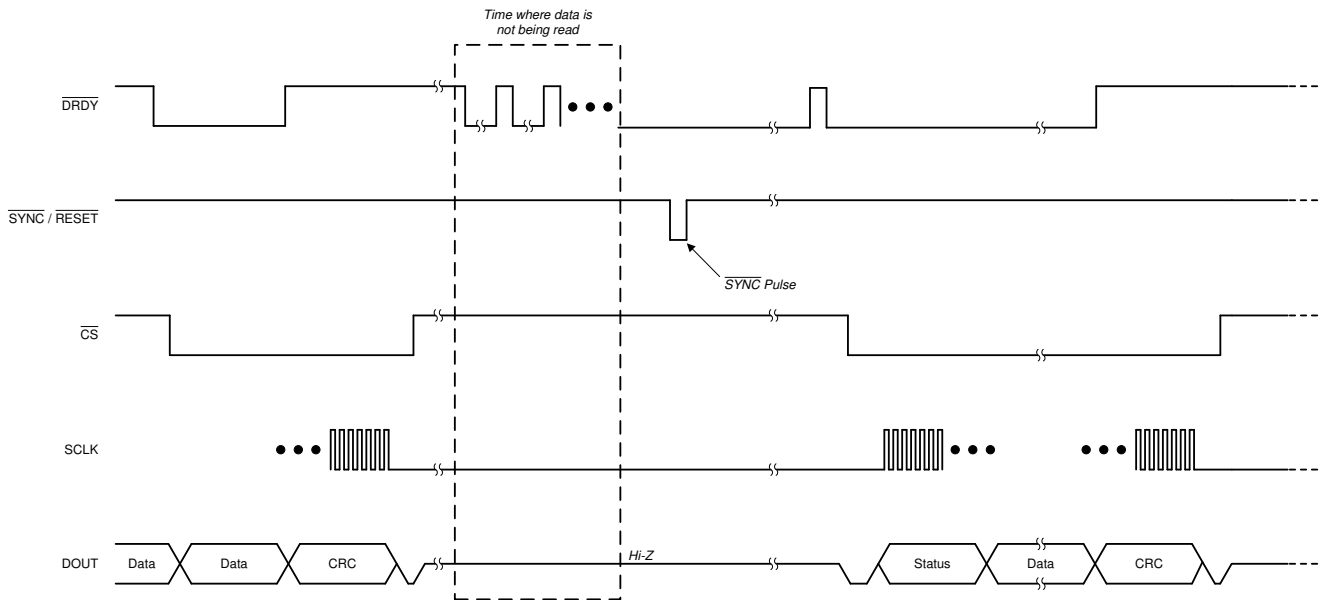 Time where data is
not being read
DRDY
SYNC / RESET
SYNC Pulse
CS
SCLK
DOUT
Data
Data
CRC
Hi-Z
Status
Data
CRC